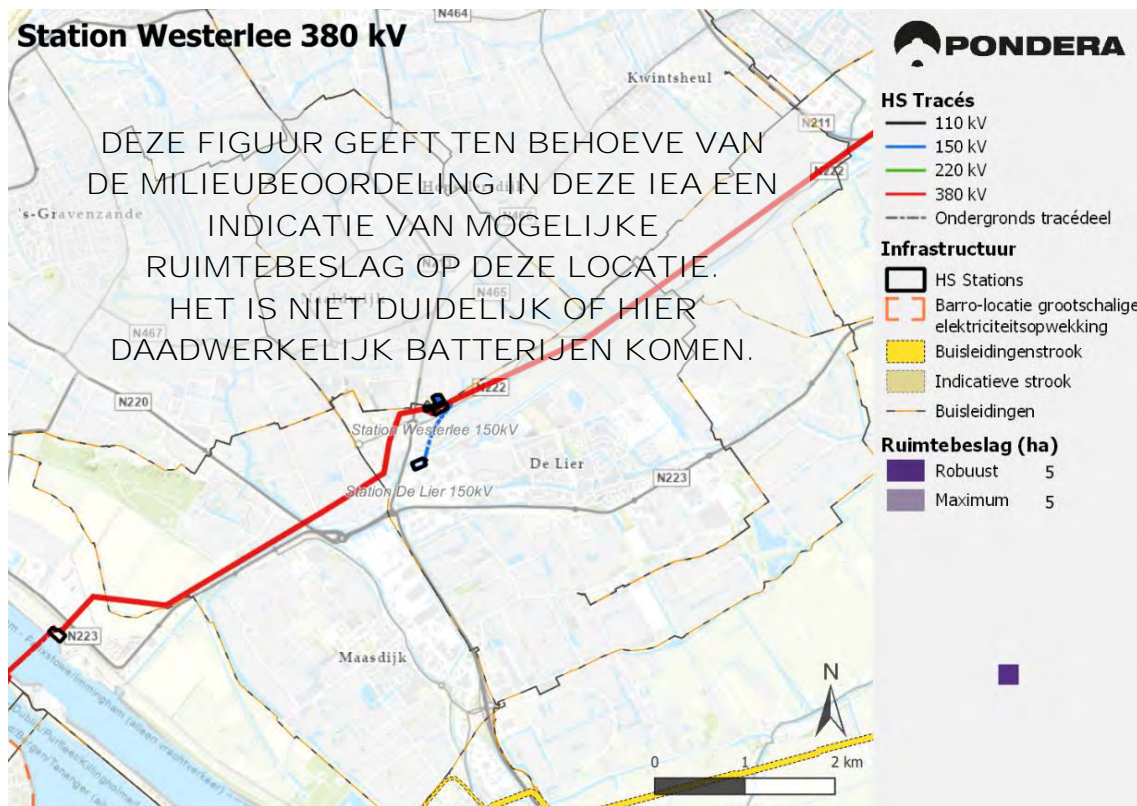 Station Westerlee 380 kV
PONDERA
DEZE FIGUUR GEEFT TEN BEHOEVE VAN
DE MILIEUBEOORDELING IN DEZE IEA EEN
INDICATIE VAN MOGELIJKE
RUIMTEBESLAG OP DEZE LOCATIE.
HET IS NIET DUIDELIJK OF HIER
DAADWERKELIJK BATTERIJEN KOMEN.
N464
Kwintsheul
N211
N222
's-Gravenzande
N465
Naaldwijk
N467
N220
N222
Station Westerlee 150kV
De Lier
N223
Station De Lier 150kV
N223
Maasdijk
N
0 1 2 km
HS Tracés
110 kV
150 kV
220 kV
380 kV
Ondergronds tracédeel
Infrastructuur
HS Stations
Barro-locatie grootschalige
elektriciteitsopwekking
Buisleidingenstrook
Indicatieve strook
Buisleidingen
Ruimtebeslag (ha)
Robuust 5
Maximum 5